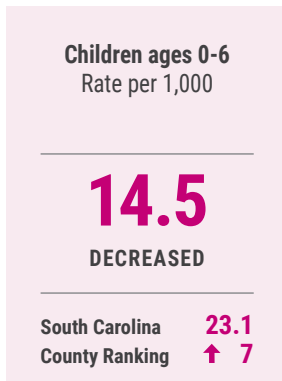 Children ages 0-6
Rate per 1,000
14.5
DECREASED
South Carolina 23.1
County Ranking ↑ 7